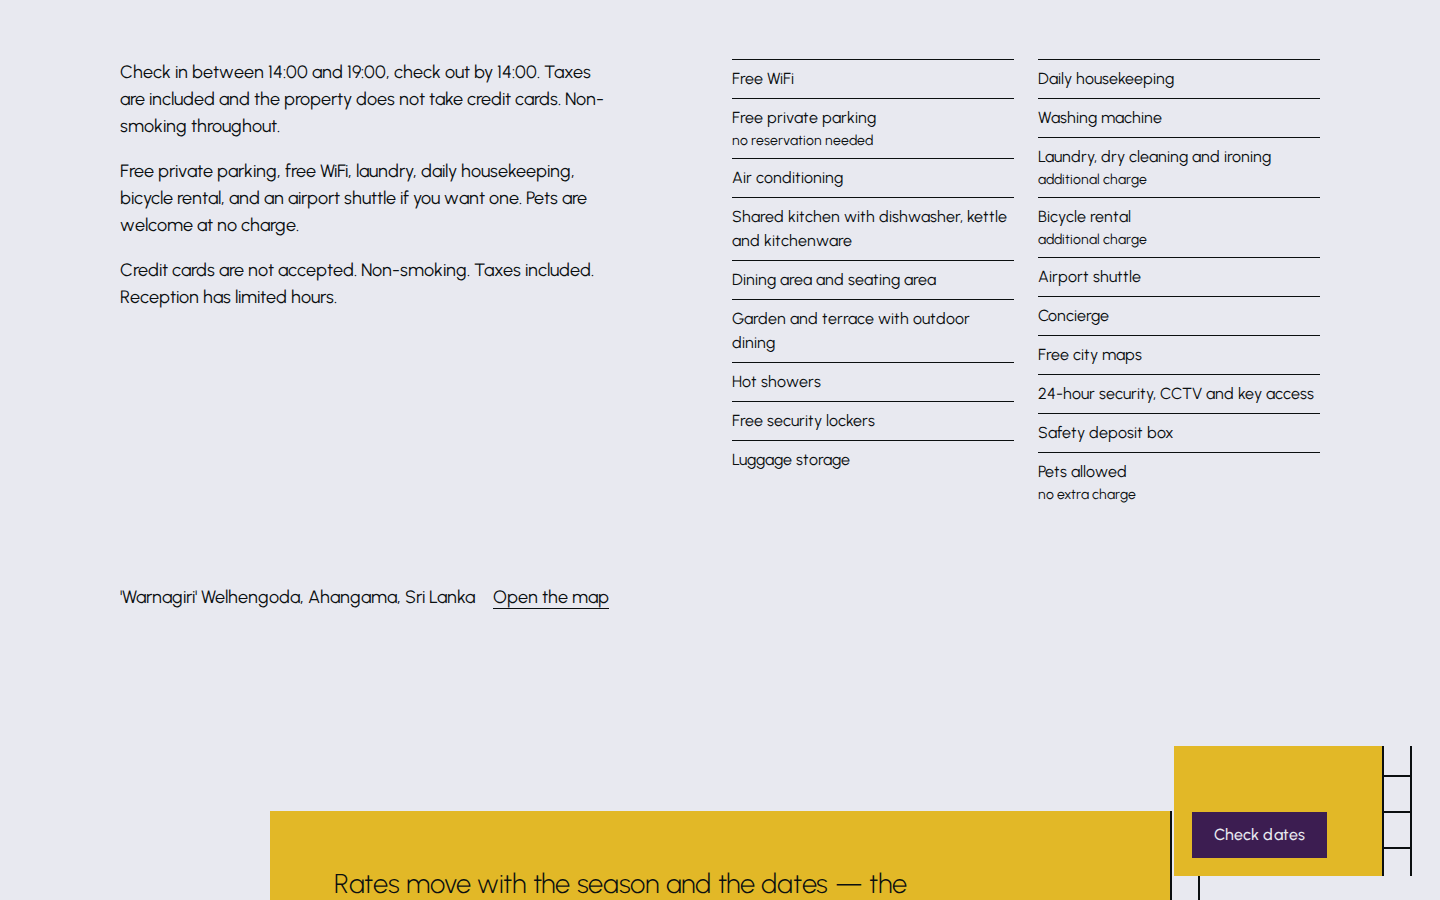 Check in between 14:00 and 19:00, check out by 14:00. Taxes
are included and the property does not take credit cards. Non-
smoking throughout.
Free private parking, free WiFi, laundry, daily housekeeping,
bicycle rental, and an airport shuttle if you want one. Pets are
welcome at no charge.
Credit cards are not accepted. Non-smoking. Taxes included.
Reception has limited hours.
Free WiFi
Free private parking
no reservation needed
Air conditioning
Shared kitchen with dishwasher, kettle
and kitchenware
Dining area and seating area
Garden and terrace with outdoor
dining
Hot showers
Free security lockers
Luggage storage
Daily housekeeping
Washing machine
Laundry, dry cleaning and ironing
additional charge
Bicycle rental
additional charge
Airport shuttle
Concierge
Free city maps
24-hour security, CCTV and key access
Safety deposit box
Pets allowed
no extra charge
'Warnagiri' Welhengoda, Ahangama, Sri Lanka Open the map
Check dates
Rates move with the season and the dates — the